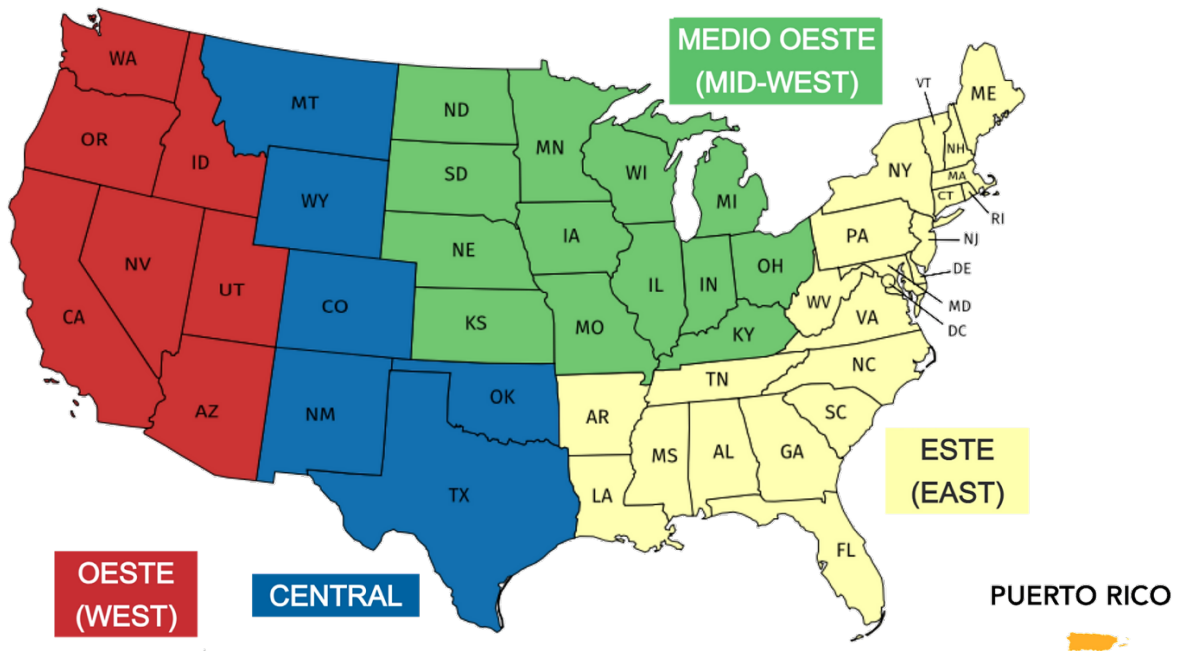 MEDIO OESTE
(MID-WEST)
WA
MT
ND
MN
VT
ME
OR
ID
SD
WI
MI
NY
NH
MA
CT
RI
WY
NE
IA
PA
NJ
NV
UT
CO
IL
IN
OH
DE
MD
DC
CA
KS
MO
KY
WV
VA
AZ
NM
OK
AR
TN
NC
SC
MS
AL
GA
TX
LA
FL
ESTE
(EAST)
OESTE
(WEST)
CENTRAL
PUERTO RICO